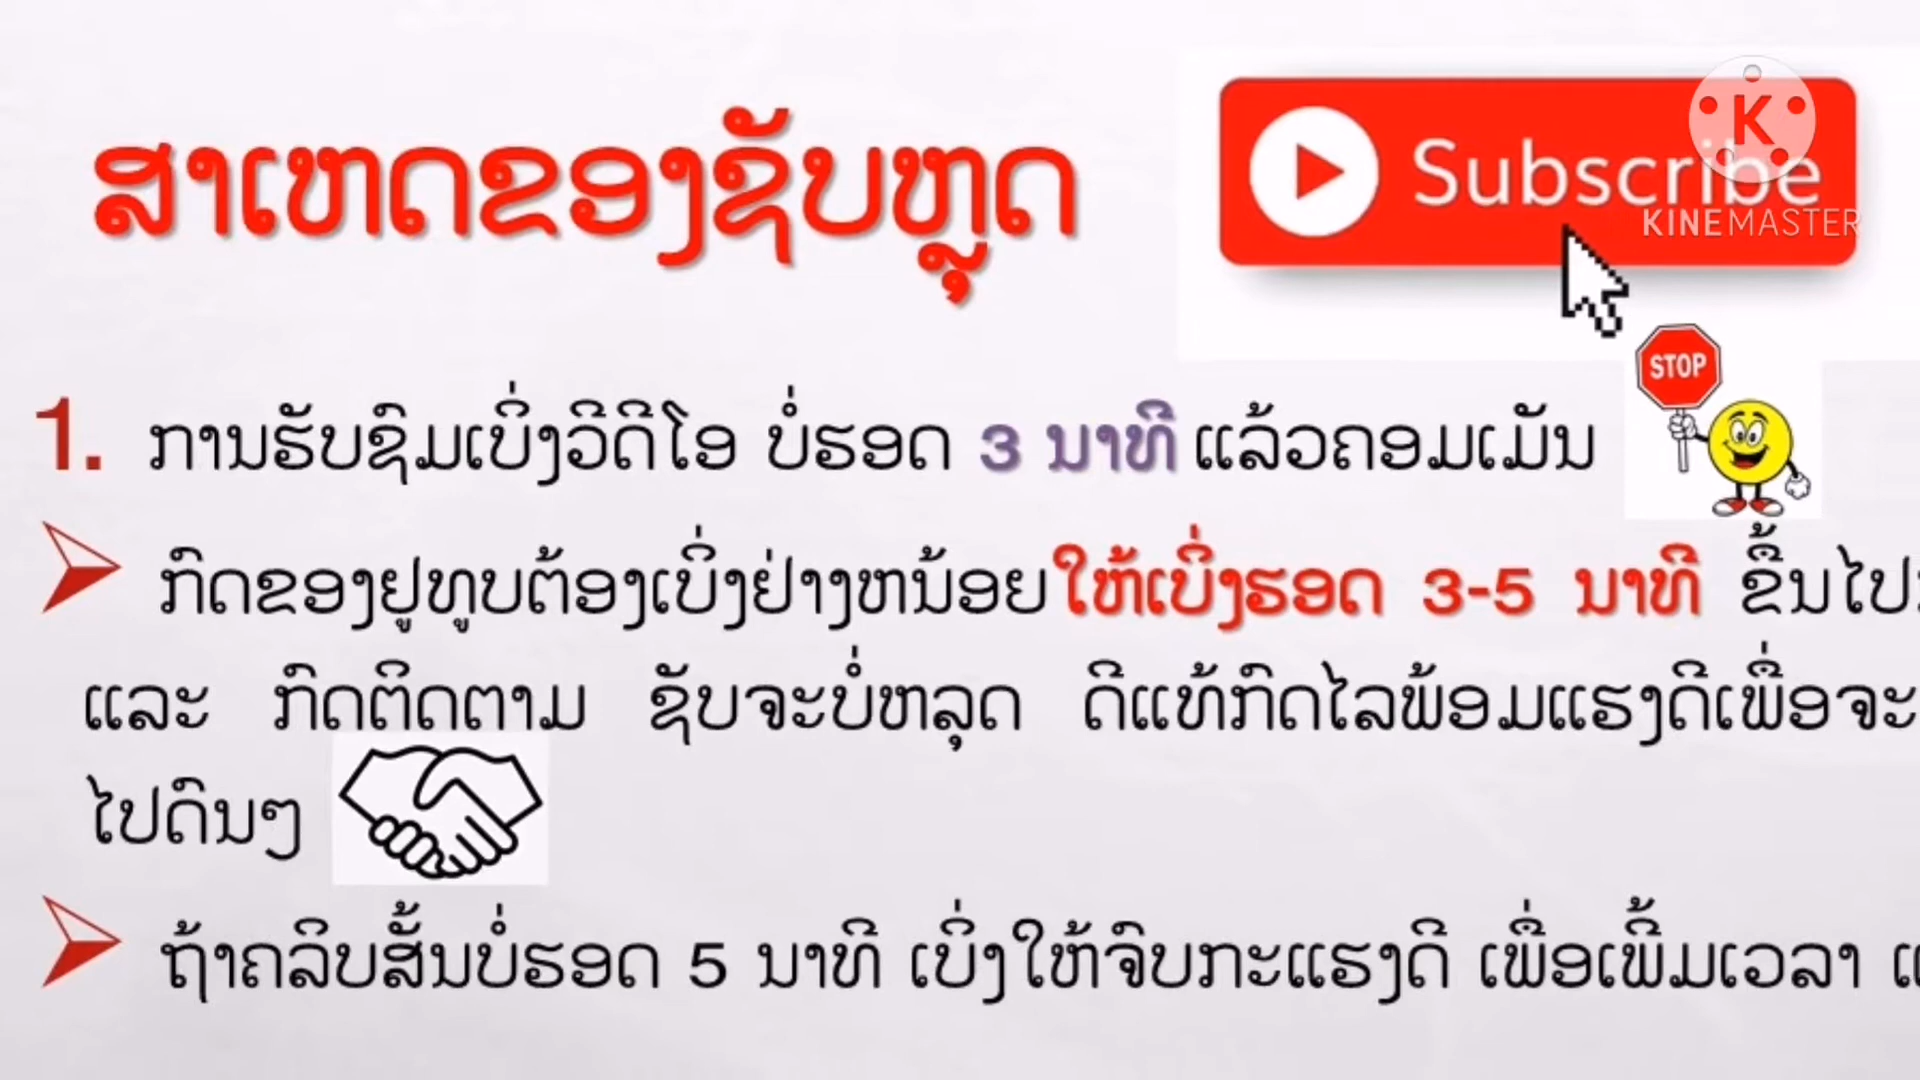 ສາເຫດຂອງຊັບຫຼຸດ
Subscribe
KINEMASTER
STOP
1. ການຮັບຊົມເບິ່ງວີດີໂອ ບໍ່ຮອດ 3 ນາທີ ແລ້ວຄອມເມັ້ນ
ກົດຂອງຢູທູບຕ້ອງເບິ່ງຢ່າງຫນ້ອຍໃຫ້ເບິ່ງຮອດ 3-5 ນາທີ ຂື້ນໄປ
ແລະ ກົດຕິດຕາມ ຊັບຈະບໍ່ຫລຸດ ດີແທ້ກົດໄລພ້ອມແຮງດີເພື່ອຈະ
ໄປດົນໆ
ຖ້າຄລິບສັ້ນບໍ່ຮອດ 5 ນາທີ ເບິ່ງໃຫ້ຈົບກະແຮງດີ ເພື່ອເພີ້ມເວລາ